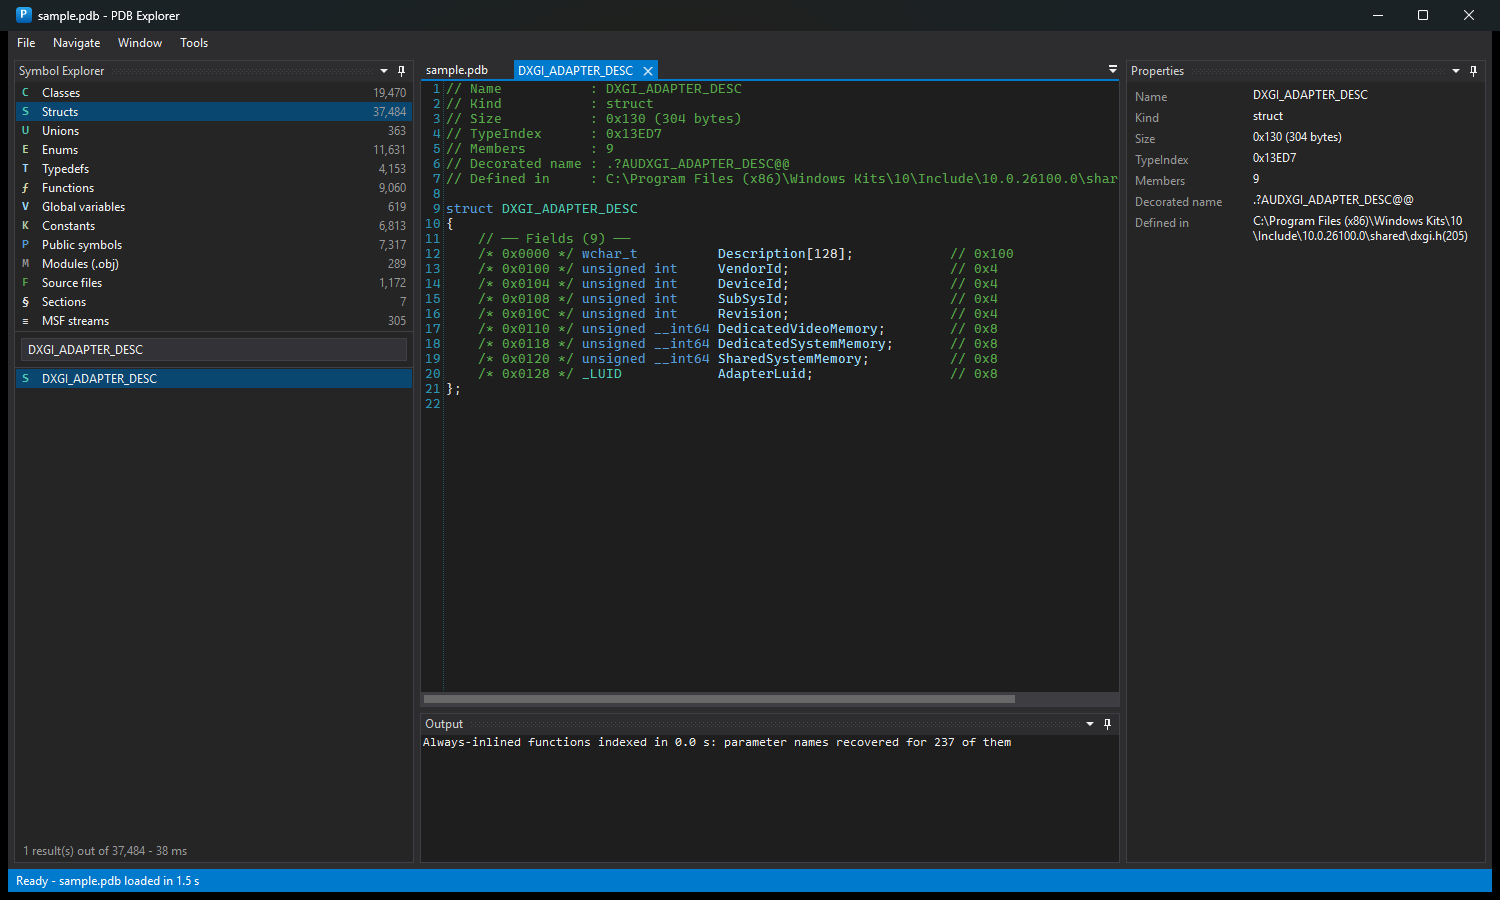 sample.pdb - PDB Explorer
File Navigate Window Tools
Symbol Explorer
C Classes 19,470
S Structs 37,484
U Unions 363
E Enums 11,631
T Typedefs 4,153
ƒ Functions 9,060
V Global variables 619
K Constants 6,813
P Public symbols 7,317
M Modules (.obj) 289
F Source files 1,172
§ Sections 7
≡ MSF streams 305
DXGI_ADAPTER_DESC
S DXGI_ADAPTER_DESC
1 result(s) out of 37,484 - 38 ms
sample.pdb DXGI_ADAPTER_DESC
1 // Name : DXGI_ADAPTER_DESC
2 // Kind : struct
3 // Size : 0x130 (304 bytes)
4 // TypeIndex : 0x13ED7
5 // Members : 9
6 // Decorated name : .?AUDXGI_ADAPTER_DESC@@
7 // Defined in : C:\Program Files (x86)\Windows Kits\10\Include\10.0.26100.0\shar
8
9 struct DXGI_ADAPTER_DESC
10 {
11 // ── Fields (9) ──
12 /* 0x0000 */ wchar_t Description[128]; // 0x100
13 /* 0x0100 */ unsigned int VendorId; // 0x4
14 /* 0x0104 */ unsigned int DeviceId; // 0x4
15 /* 0x0108 */ unsigned int SubSysId; // 0x4
16 /* 0x010C */ unsigned int Revision; // 0x4
17 /* 0x0110 */ unsigned __int64 DedicatedVideoMemory; // 0x8
18 /* 0x0118 */ unsigned __int64 DedicatedSystemMemory; // 0x8
19 /* 0x0120 */ unsigned __int64 SharedSystemMemory; // 0x8
20 /* 0x0128 */ _LUID AdapterLuid; // 0x8
21 };
22
Output
Always-inlined functions indexed in 0.0 s: parameter names recovered for 237 of them
Properties
Name DXGI_ADAPTER_DESC
Kind struct
Size 0x130 (304 bytes)
TypeIndex 0x13ED7
Members 9
Decorated name .?AUDXGI_ADAPTER_DESC@@
Defined in C:\Program Files (x86)\Windows Kits\10
\Include\10.0.26100.0\shared\dxgi.h(205)
Ready - sample.pdb loaded in 1.5 s